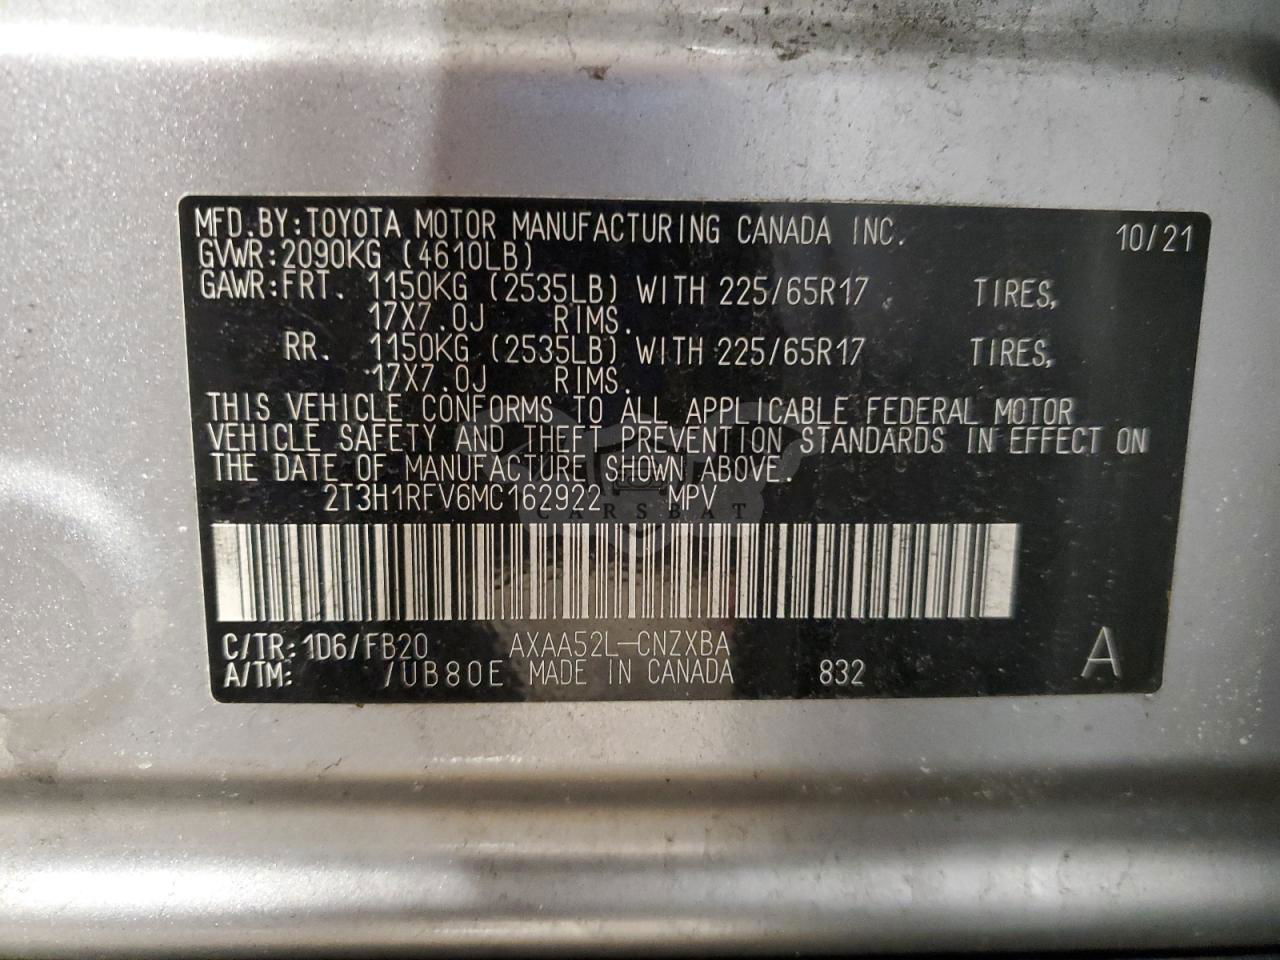 MFD.BY:TOYOTA MOTOR MANUFACTURING CANADA INC. 10/21
GVWR:2090KG (4610LB)
GAWR:FRT. 1150KG (2535LB) WITH 225/65R17 TIRES,
17X7.0J RIMS.
RR. 1150KG (2535LB) WITH 225/65R17 TIRES,
17X7.0J RIMS.
THIS VEHICLE CONFORMS TO ALL APPLICABLE FEDERAL MOTOR
VEHICLE SAFETY AND THEFT PREVENTION STANDARDS IN EFFECT ON
THE DATE OF MANUFACTURE SHOWN ABOVE.
2T3H1RFV6MC162922 MPV
CARSBAT
C/TR:1D6/FB20 AXAA52L-CNZXBA
A/TM: /UB80E MADE IN CANADA 832 A